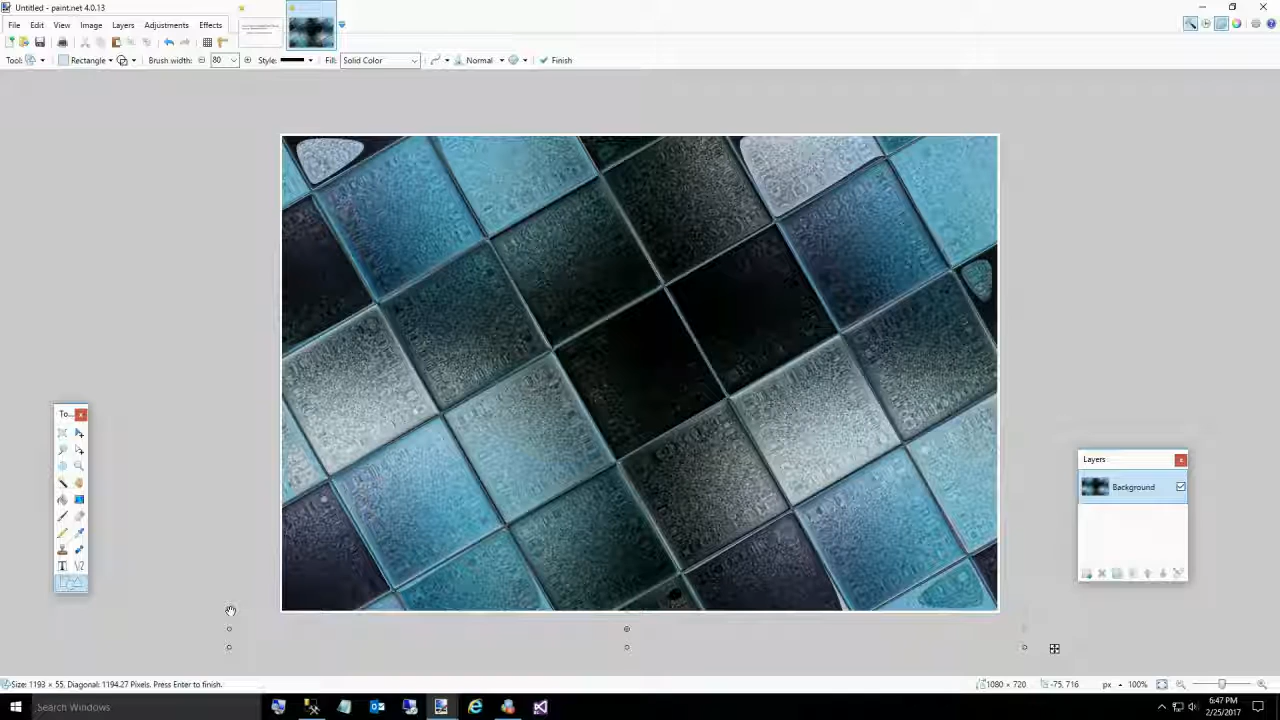 Untitled - paint.net 4.0.13
File Edit View Image Layers Adjustments Effects
Tool: Rectangle Brush width: 80 Style: Fill: Solid Color Normal Finish
To...
Layers
Background
Size: 1193 × 55, Diagonal: 1194.27 Pixels. Press Enter to finish. 1080 × 720 -75, 716 px 100%
Search Windows
6:47 PM
2/25/2017